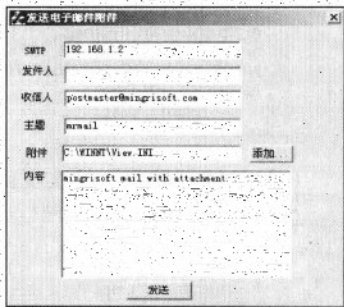 发送电子邮件附件
SMTP 192.168.1.2
发件人
收信人 postmaster@mingrisoft.com
主题 mrmail
附件 C:\WINNT\View.INI 添加...
内容 mingrisoft mail with attachment
发送